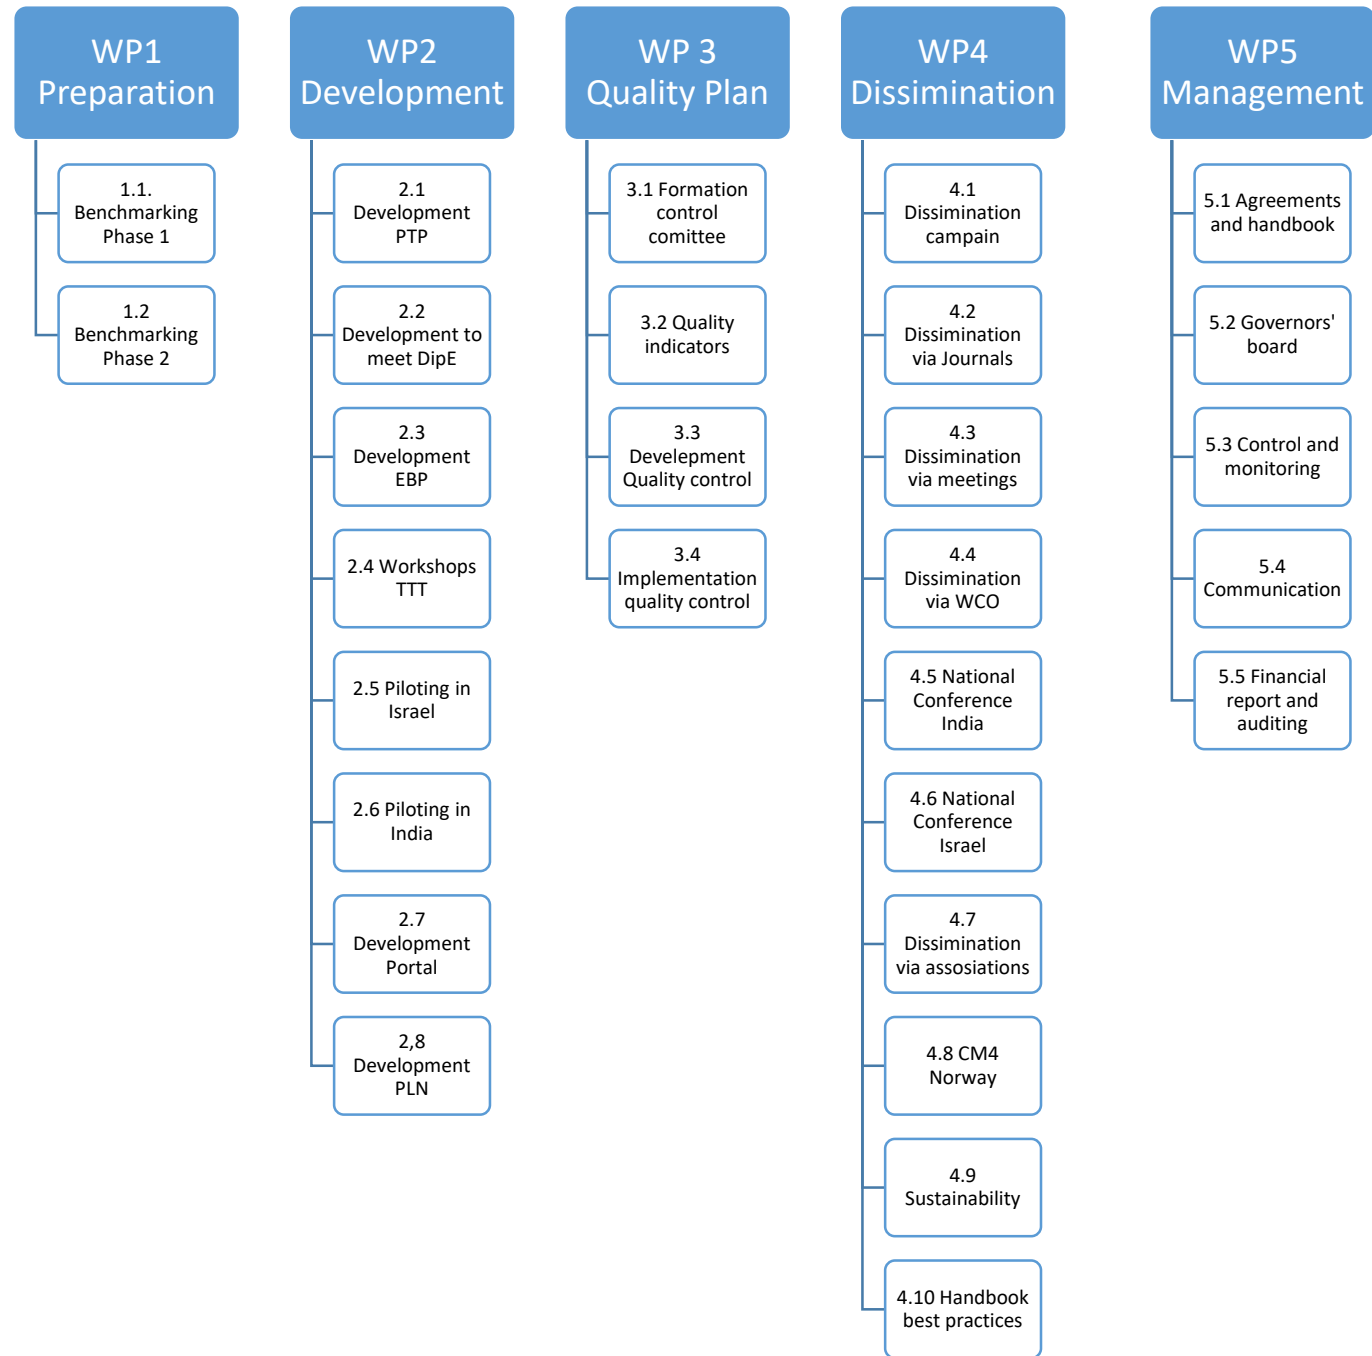 WP1
Preparation
1.1.
Benchmarking
Phase 1
1.2
Benchmarking
Phase 2
WP2
Development
2.1
Development
PTP
2.2
Development to
meet DipE
2.3
Development
EBP
2.4 Workshops
TTT
2.5 Piloting in
Israel
2.6 Piloting in
India
2.7
Development
Portal
2,8
Development
PLN
WP 3
Quality Plan
3.1 Formation
control
comittee
3.2 Quality
indicators
3.3
Develepment
Quality control
3.4
Implementation
quality control
WP4
Dissimination
4.1
Dissimination
campain
4.2
Dissimination
via Journals
4.3
Dissimination
via meetings
4.4
Dissimination
via WCO
4.5 National
Conference
India
4.6 National
Conference
Israel
4.7
Dissimination
via assosiations
4.8 CM4
Norway
4.9
Sustainability
4.10 Handbook
best practices
WP5
Management
5.1 Agreements
and handbook
5.2 Governors'
board
5.3 Control and
monitoring
5.4
Communication
5.5 Financial
report and
auditing